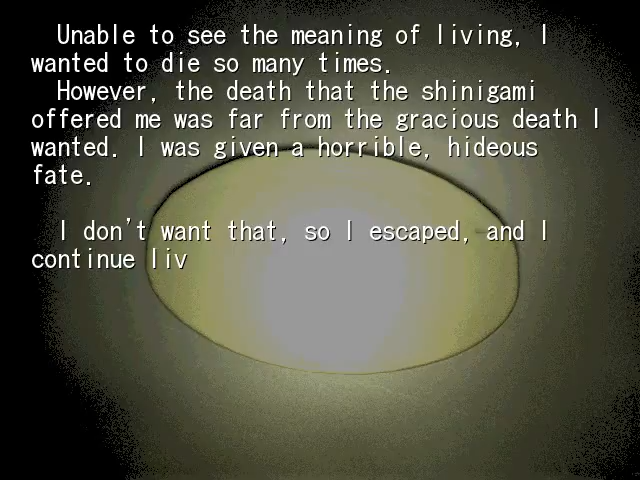 Unable to see the meaning of living, I
wanted to die so many times.
However, the death that the shinigami
offered me was far from the gracious death I
wanted. I was given a horrible, hideous
fate.
I don't want that, so I escaped, and I
continue liv